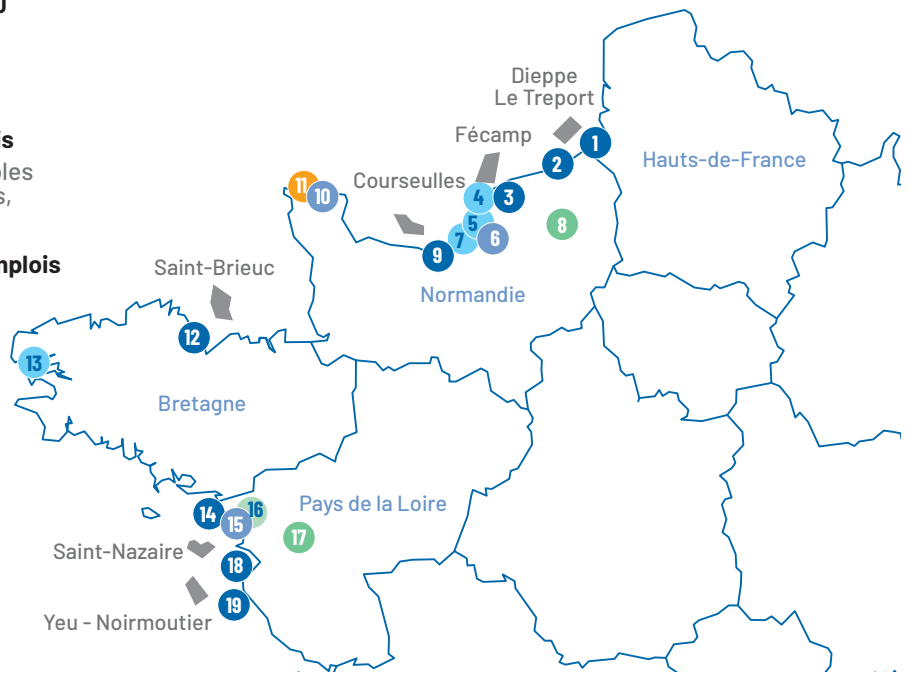 is
les
s,
mplois
Dieppe
Le Treport
Fécamp
Courseulles
Hauts-de-France
1
2
3
4
5
6
7
8
9
10
11
Normandie
Saint-Brieuc
12
13
Bretagne
Pays de la Loire
14
15
16
17
Saint-Nazaire
18
19
Yeu - Noirmoutier